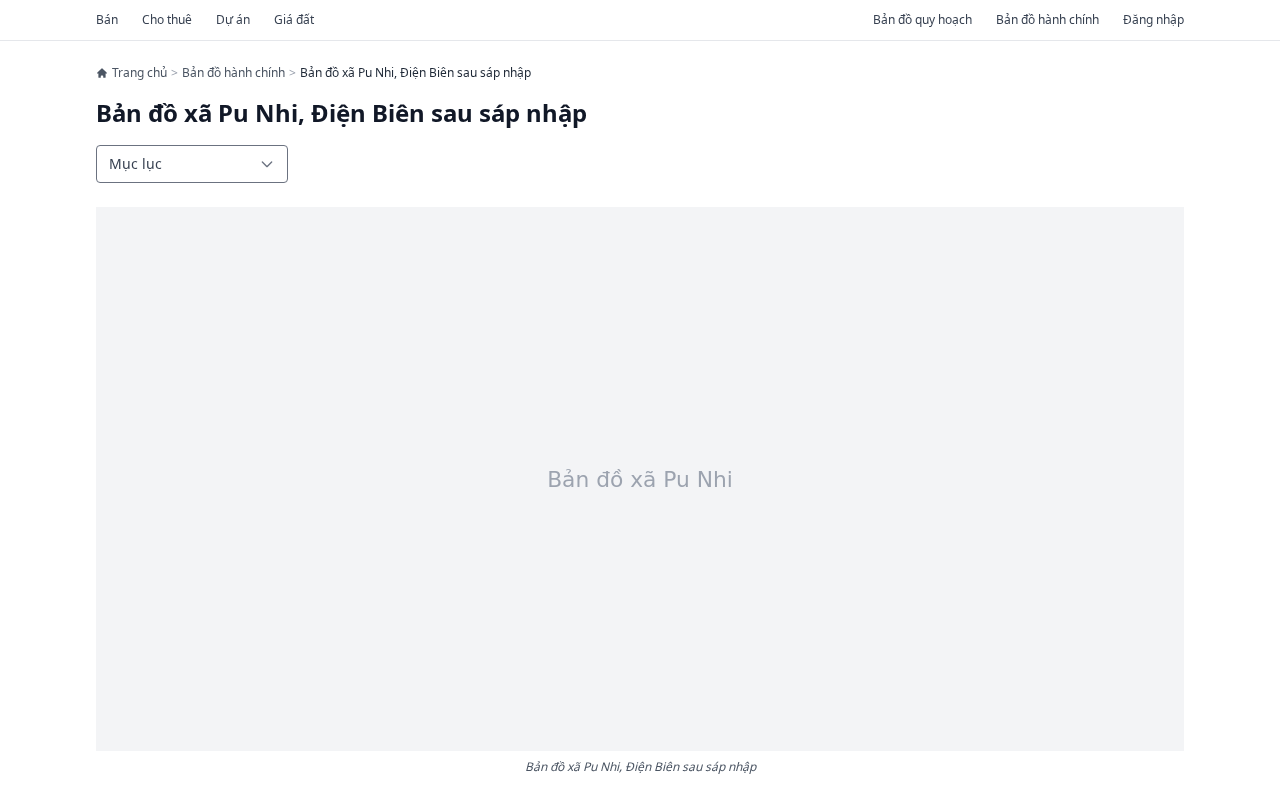 Bán Cho thuê Dự án Giá đất Bản đồ quy hoạch Bản đồ hành chính Đăng nhập
Trang chủ > Bản đồ hành chính > Bản đồ xã Pu Nhi, Điện Biên sau sáp nhập
Bản đồ xã Pu Nhi, Điện Biên sau sáp nhập
Mục lục
Bản đồ xã Pu Nhi
Bản đồ xã Pu Nhi, Điện Biên sau sáp nhập